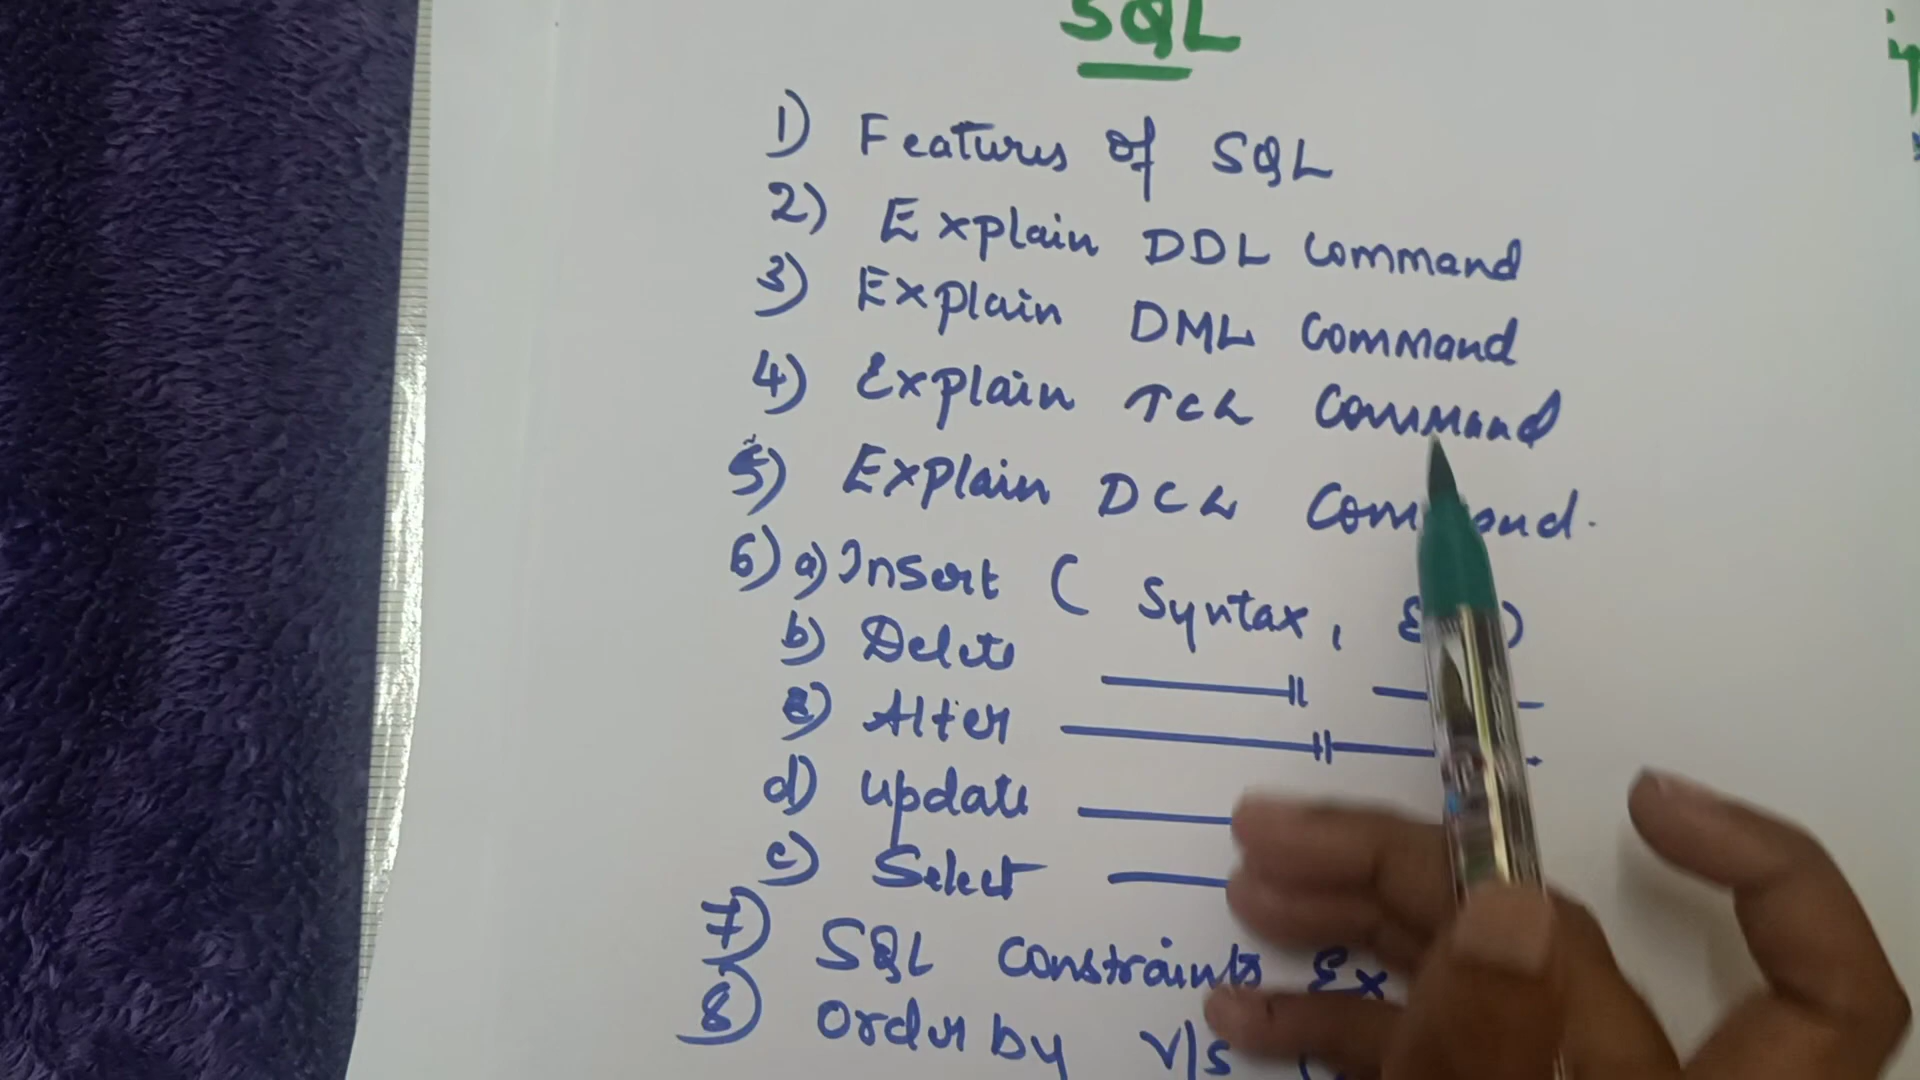 SQL
1) Features of SQL
2) Explain DDL Command
3) Explain DML Command
4) Explain TCL Command
5) Explain DCL Command.
6) a) Insert ( Syntax, )
b) Delete
c) Alter
d) update
e) Select
7) SQL Constraints Ex
8) Order by V/s